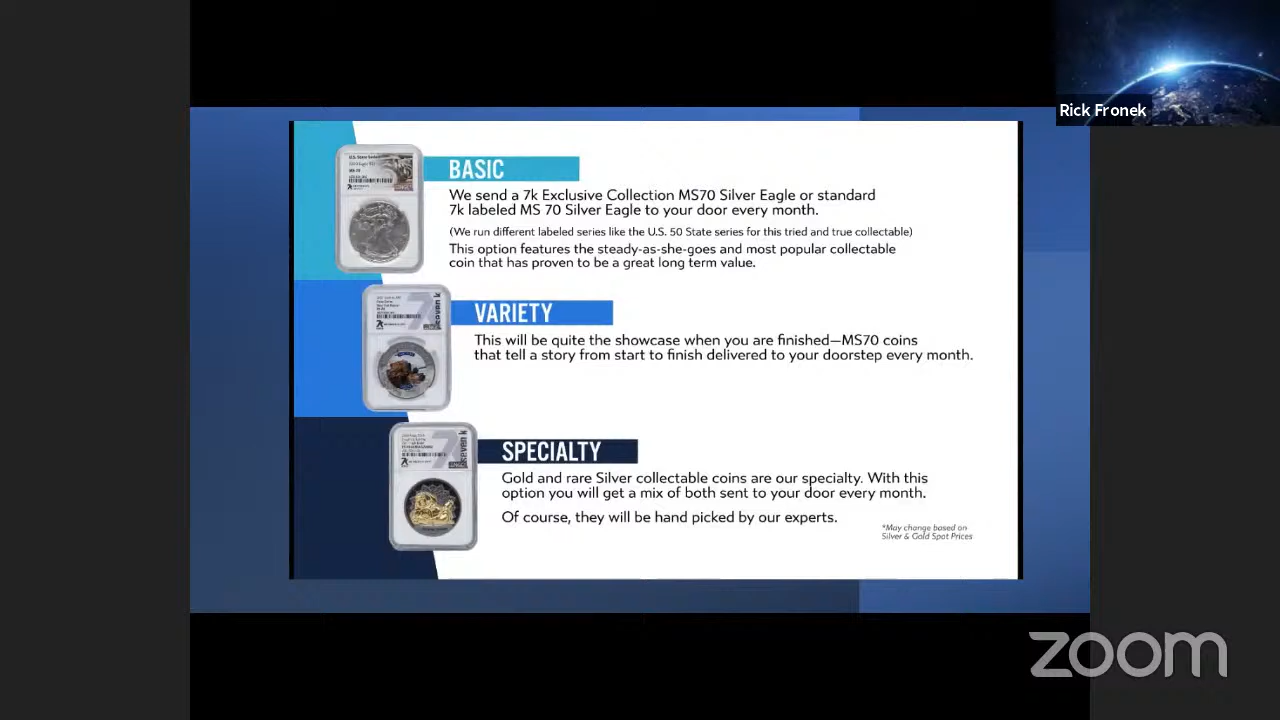 Rick Fronek
BASIC
We send a 7k Exclusive Collection MS70 Silver Eagle or standard
7k labeled MS 70 Silver Eagle to your door every month.
(We run different labeled series like the U.S. 50 State series for this tried and true collectable)
This option features the steady-as-she-goes and most popular collectable
coin that has proven to be a great long term value.
VARIETY
This will be quite the showcase when you are finished—MS70 coins
that tell a story from start to finish delivered to your doorstep every month.
SPECIALTY
Gold and rare Silver collectable coins are our specialty. With this
option you will get a mix of both sent to your door every month.
Of course, they will be hand picked by our experts.
*May change based on
Silver & Gold Spot Prices
zoom